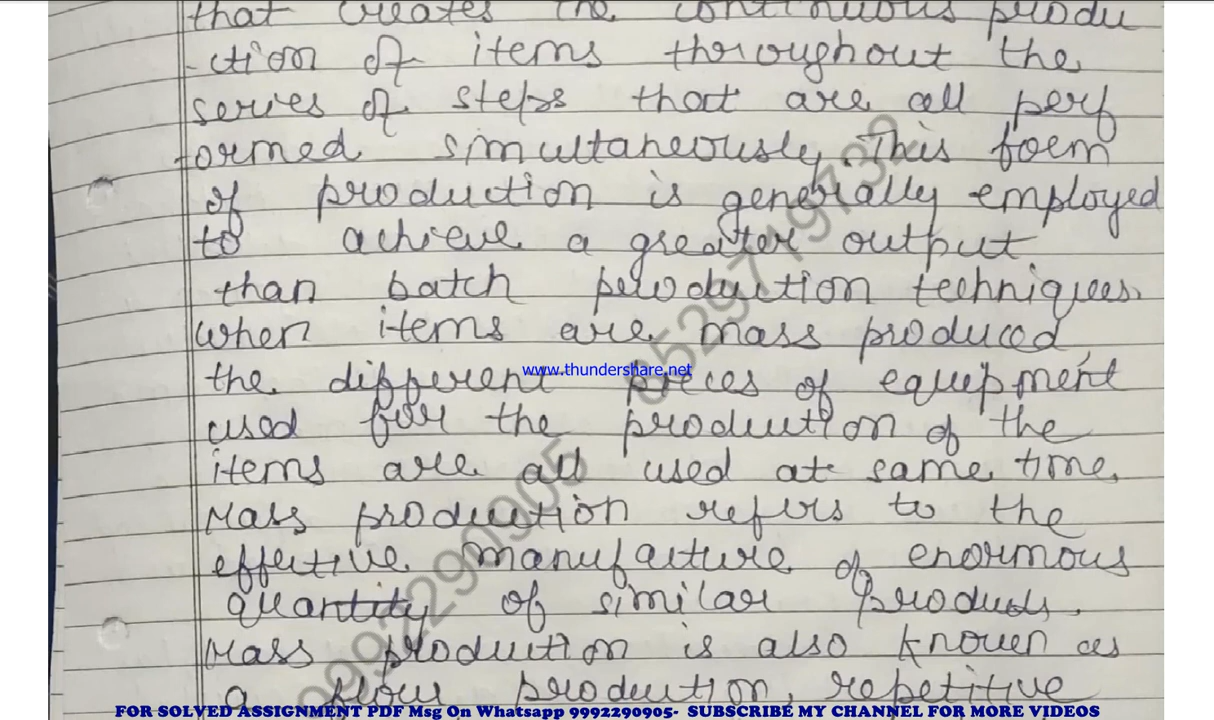 that creates the continuous produ
-ction of items throughout the
series of steps that are all perf
ormed simultaneously. This form
of production is generally employed
to achieve a greater output
than batch production techniques.
when items are mass produced,
the different pieces of equipment
www.thundershare.net
used for the production of the
items are all used at same time.
Mass production refers to the
effective manufacture of enormous
quantity of similar products.
Mass production is also known as
a flow production, repetitive
8529719732
09992290905
FOR SOLVED ASSIGNMENT PDF Msg On Whatsapp 9992290905- SUBSCRIBE MY CHANNEL FOR MORE VIDEOS